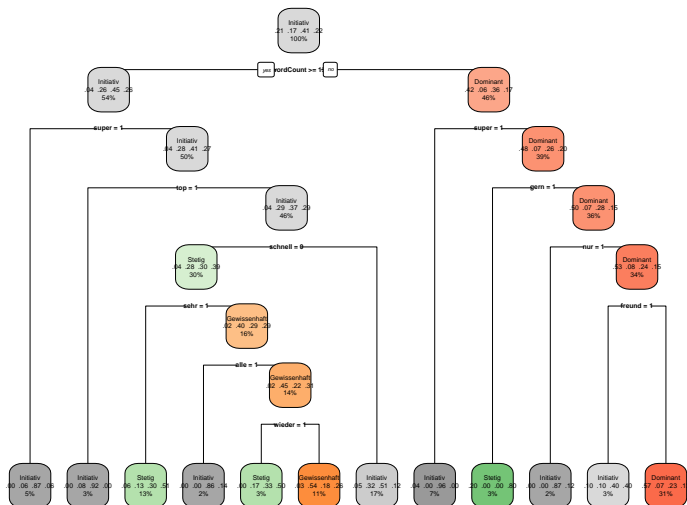 Initiativ
.21 .17 .41 .22
100%
yes
no
Initiativ
.04 .26 .45 .26
54%
Dominant
.42 .06 .36 .17
46%
super = 1
super = 1
Initiativ
.04 .28 .41 .27
50%
Dominant
.48 .07 .26 .20
39%
top = 1
gern = 1
Initiativ
.04 .29 .37 .29
46%
Dominant
.50 .07 .28 .15
36%
schnell = 0
nur = 1
Stetig
.04 .28 .30 .39
30%
Dominant
.53 .08 .24 .15
34%
sehr = 1
freund = 1
Gewissenhaft
.02 .40 .29 .29
16%
alle = 1
Gewissenhaft
.02 .45 .22 .31
14%
wieder = 1
Initiativ Initiativ Stetig Initiativ Stetig Gewissenhaft Initiativ Initiativ Stetig Initiativ Initiativ Dominant
.00 .06 .87 .06 .00 .08 .92 .00 .06 .13 .30 .51 .00 .00 .86 .14 .00 .17 .33 .50 .03 .54 .18 .26 .05 .32 .51 .12 .04 .00 .96 .00 .20 .00 .00 .80 .00 .00 .87 .12 .10 .10 .40 .40 .57 .07 .23 .13
5% 3% 13% 2% 3% 11% 17% 7% 3% 2% 3% 31%